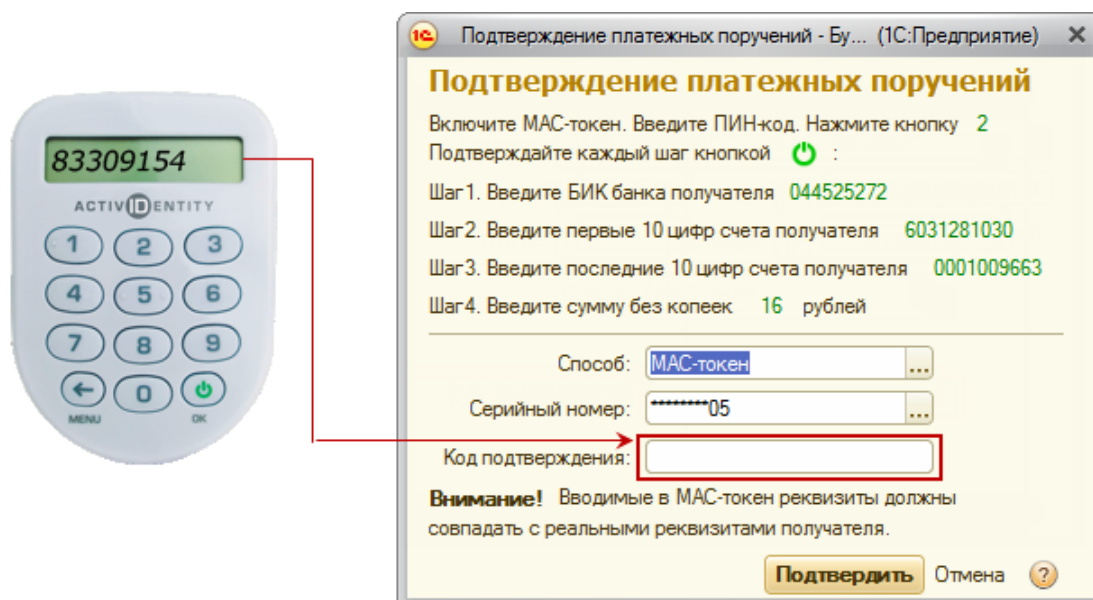 83309154
ACTIVIDENTITY
1 2 3
4 5 6
7 8 9
0
MENU OK
1С Подтверждение платежных поручений - Бу... (1С:Предприятие)
Подтверждение платежных поручений
Включите МАС-токен. Введите ПИН-код. Нажмите кнопку 2
Подтверждайте каждый шаг кнопкой :
Шаг1. Введите БИК банка получателя 044525272
Шаг2. Введите первые 10 цифр счета получателя 6031281030
Шаг3. Введите последние 10 цифр счета получателя 0001009663
Шаг4. Введите сумму без копеек 16 рублей
Способ: МАС-токен ...
Серийный номер: ********05 ...
Код подтверждения:
Внимание! Вводимые в МАС-токен реквизиты должны
совпадать с реальными реквизитами получателя.
Подтвердить Отмена ?